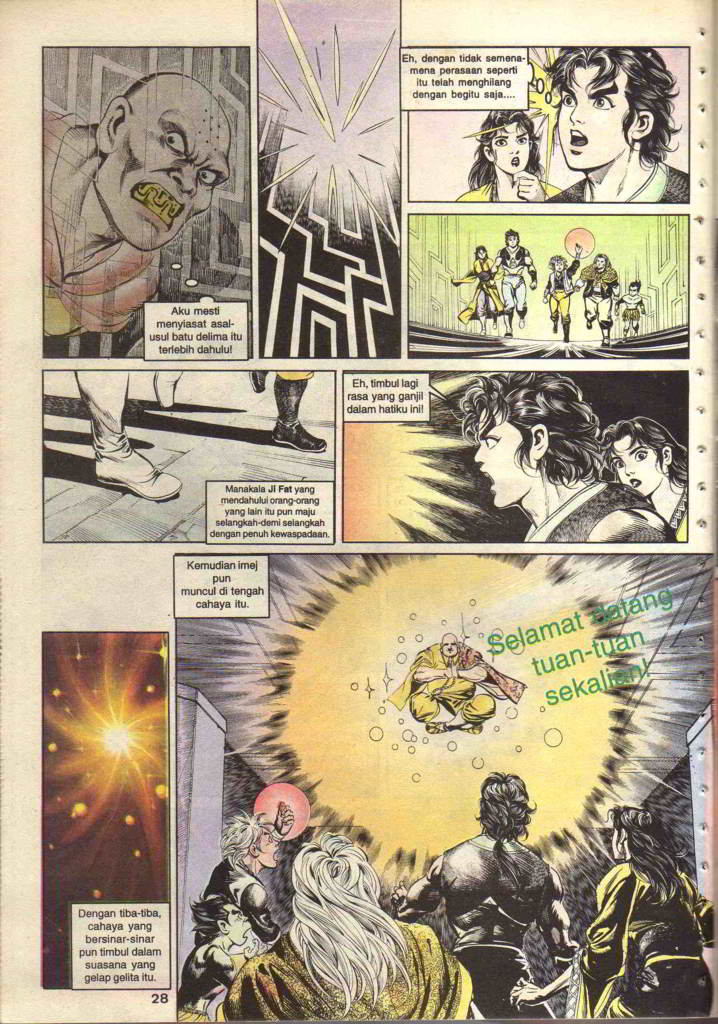 Aku mesti
menyiasat asal-
usul batu delima itu
terlebih dahulu!
Eh, dengan tidak semena-
mena perasaan seperti
itu telah menghilang
dengan begitu saja....
Manakala Ji Fat yang
mendahului orang-orang
yang lain itu pun maju
selangkah-demi selangkah
dengan penuh kewaspadaan.
Eh, timbul lagi
rasa yang ganjil
dalam hatiku ini!
Dengan tiba-tiba,
cahaya yang
bersinar-sinar
pun timbul dalam
suasana yang
gelap gelita itu.
Kemudian imej
pun
muncul di tengah
cahaya itu.
Selamat datang
tuan-tuan
sekalian!
28